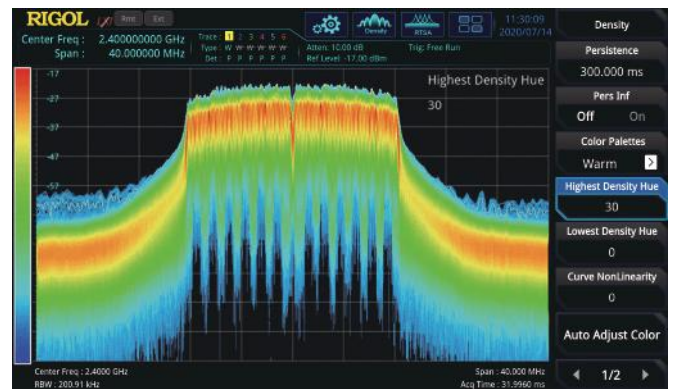 RIGOL LXI Rmt Ext
Center Freq : 2.400000000 GHz
Span : 40.000000 MHz
Trace : 1 2 3 4 5 6
Type : W W W W W W
Det : P P P P P P
Density
RTSA
Atten: 10.00 dB
Ref Level -17.00 dBm
Trig: Free Run
11:30:09
2020/07/14
Highest Density Hue
30
-17
-27
-37
-47
-57
Center Freq : 2.4000 GHz
RBW : 200.91 kHz
Span : 40.000 MHz
Acq Time : 31.9960 ms
Density
Persistence
300.000 ms
Pers Inf
Off On
Color Palettes
Warm
Highest Density Hue
30
Lowest Density Hue
0
Curve NonLinearity
0
Auto Adjust Color
1/2